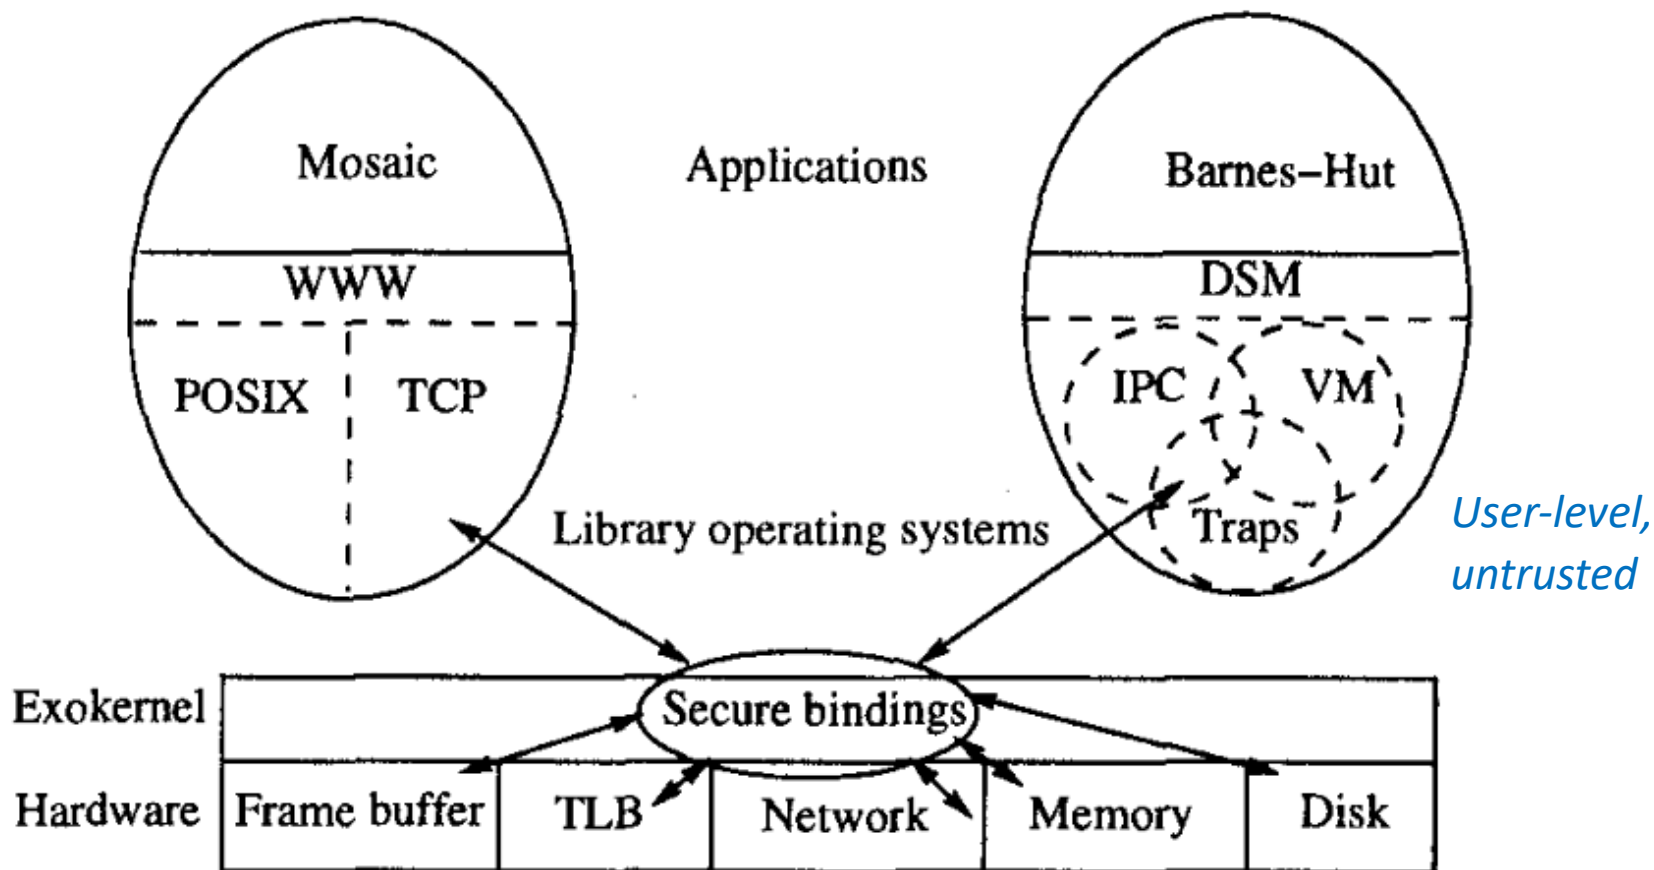 Mosaic
Applications
Barnes–Hut
WWW
DSM
POSIX
TCP
IPC
VM
Library operating systems
Traps
User-level,
untrusted
Exokernel
Secure bindings
Hardware
Frame buffer
TLB
Network
Memory
Disk